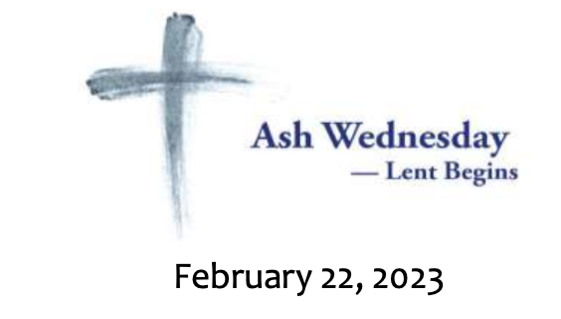 Ash Wednesday
— Lent Begins
February 22, 2023